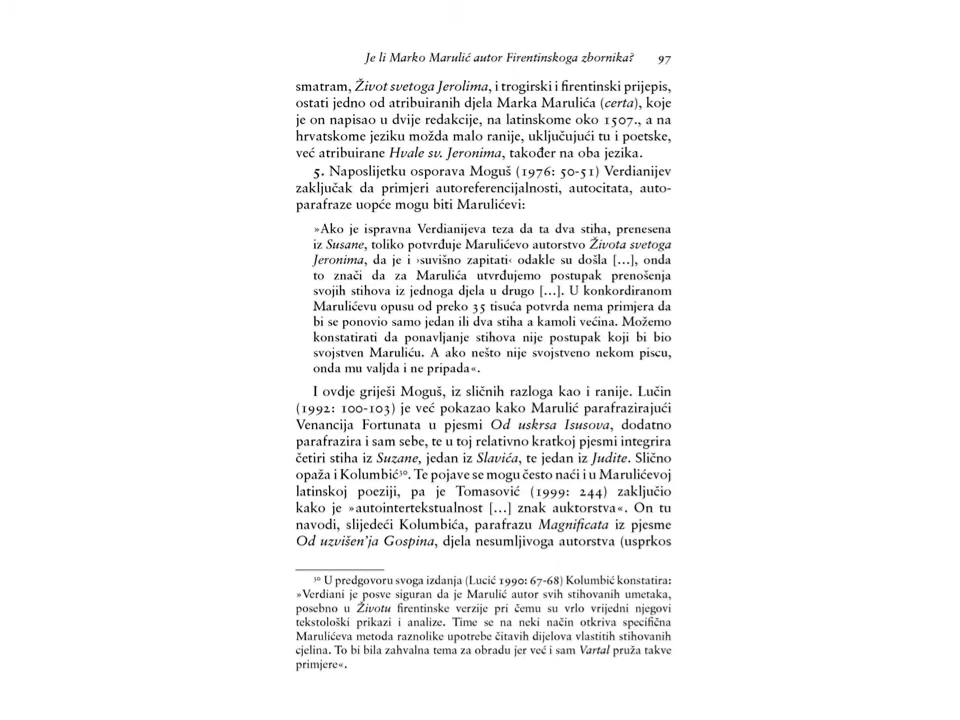 Je li Marko Marulić autor Firentinskoga zbornika? 97
smatram, Život svetoga Jerolima, i trogirski i firentinski prijepis,
ostati jedno od atribuiranih djela Marka Marulića (certa), koje
je on napisao u dvije redakcije, na latinskome oko 1507., a na
hrvatskome jeziku možda malo ranije, uključujući tu i poetske,
već atribuirane Hvale sv. Jeronima, također na oba jezika.
5. Naposlijetku osporava Moguš (1976: 50-51) Verdianijev
zaključak da primjeri autoreferencijalnosti, autocitata, auto-
parafraze uopće mogu biti Marulićevi:
»Ako je ispravna Verdianijeva teza da ta dva stiha, prenesena
iz Susane, toliko potvrđuje Marulićevo autorstvo Života svetoga
Jeronima, da je i ›suvišno zapitati‹ odakle su došla […], onda
to znači da za Marulića utvrđujemo postupak prenošenja
svojih stihova iz jednoga djela u drugo […]. U konkordiranom
Marulićevu opusu od preko 35 tisuća potvrda nema primjera da
bi se ponovio samo jedan ili dva stiha a kamoli većina. Možemo
konstatirati da ponavljanje stihova nije postupak koji bi bio
svojstven Maruliću. A ako nešto nije svojstveno nekom piscu,
onda mu valjda i ne pripada«.
I ovdje griješi Moguš, iz sličnih razloga kao i ranije. Lučin
(1992: 100-103) je već pokazao kako Marulić parafrazirajući
Venancija Fortunata u pjesmi Od uskrsa Isusova, dodatno
parafrazira i sam sebe, te u toj relativno kratkoj pjesmi integrira
četiri stiha iz Suzane, jedan iz Slavića, te jedan iz Judite. Slično
opaža i Kolumbić³⁰. Te pojave se mogu često naći i u Marulićevoj
latinskoj poeziji, pa je Tomasović (1999: 244) zaključio
kako je »autointertekstualnost […] znak auktorstva«. On tu
navodi, slijedeći Kolumbića, parafrazu Magnificata iz pjesme
Od uzvišen’ja Gospina, djela nesumljivoga autorstva (usprkos
³⁰ U predgovoru svoga izdanja (Lucić 1990: 67-68) Kolumbić konstatira:
»Verdiani je posve siguran da je Marulić autor svih stihovanih umetaka,
posebno u Životu firentinske verzije pri čemu su vrlo vrijedni njegovi
tekstološki prikazi i analize. Time se na neki način otkriva specifična
Marulićeva metoda raznolike upotrebe čitavih dijelova vlastitih stihovanih
cjelina. To bi bila zahvalna tema za obradu jer već i sam Vartal pruža takve
primjere«.